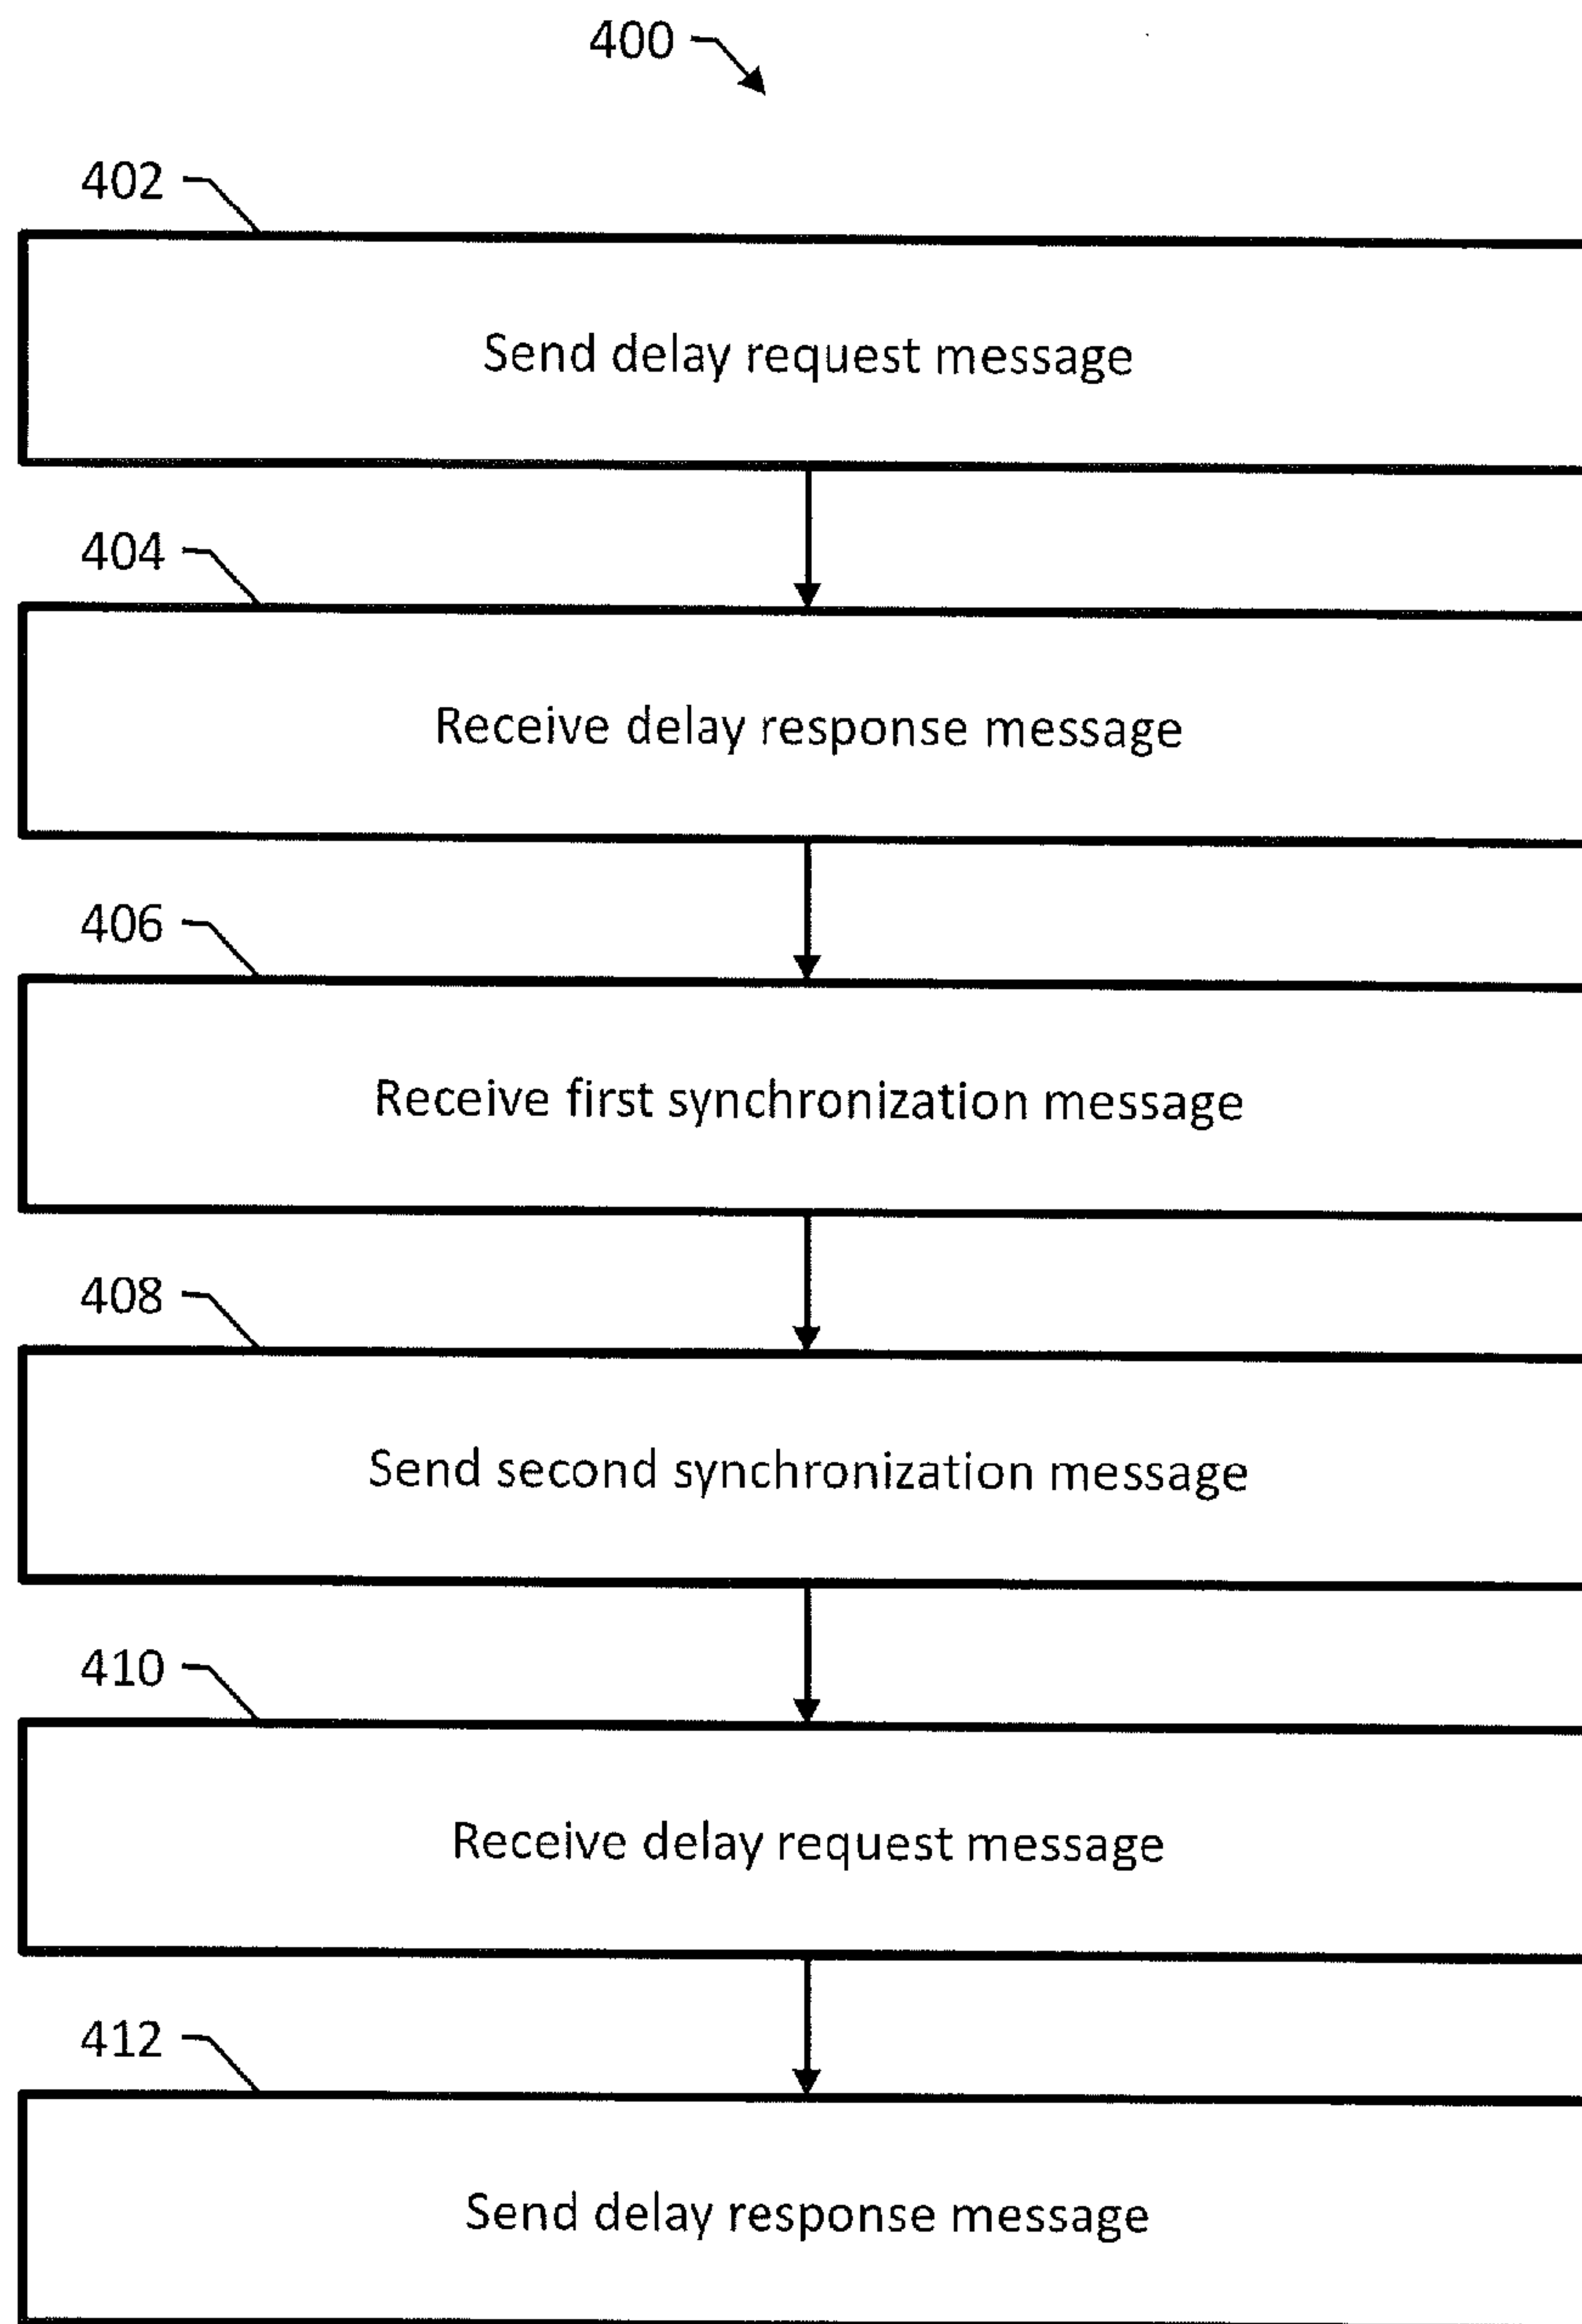 400
402
Send delay request message
404
Receive delay response message
406
Receive first synchronization message
408
Send second synchronization message
410
Receive delay request message
412
Send delay response message